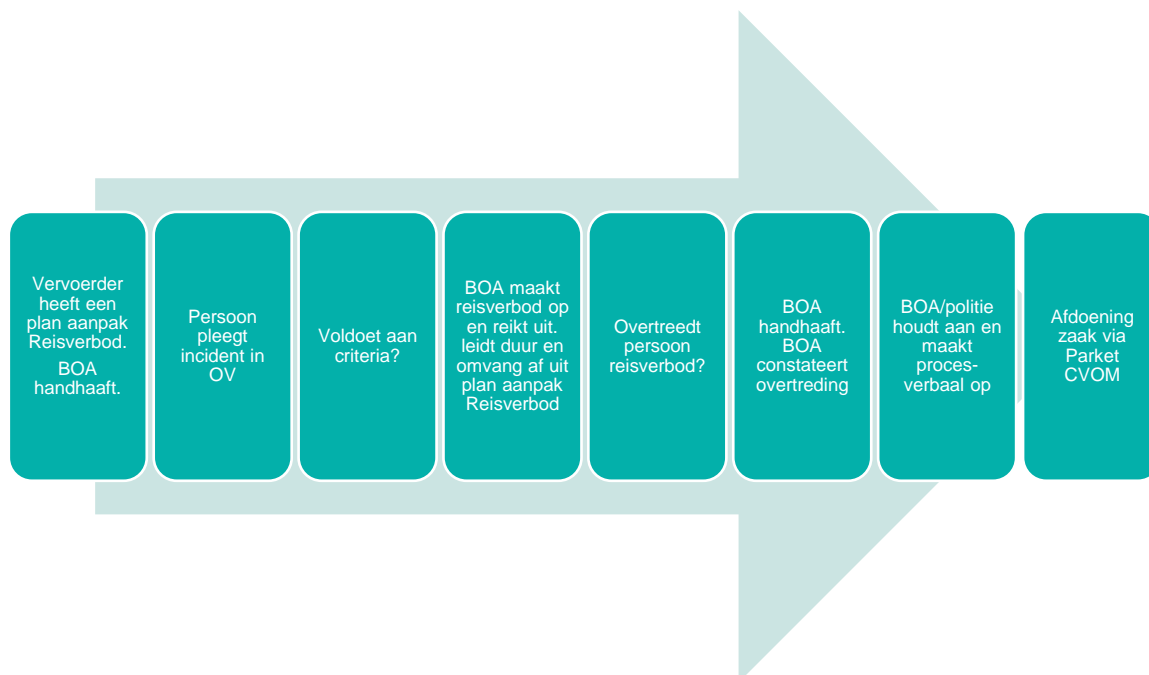 Vervoerder
heeft een
plan aanpak
Reisverbod.
BOA
handhaaft.
Persoon
pleegt
incident in
OV
Voldoet aan
criteria?
BOA maakt
reisverbod op
en reikt uit.
leidt duur en
omvang af uit
plan aanpak
Reisverbod
Overtreedt
persoon
reisverbod?
BOA
handhaaft.
BOA
constateert
overtreding
BOA/politie
houdt aan en
maakt
proces-
verbaal op
Afdoening
zaak via
Parket
CVOM